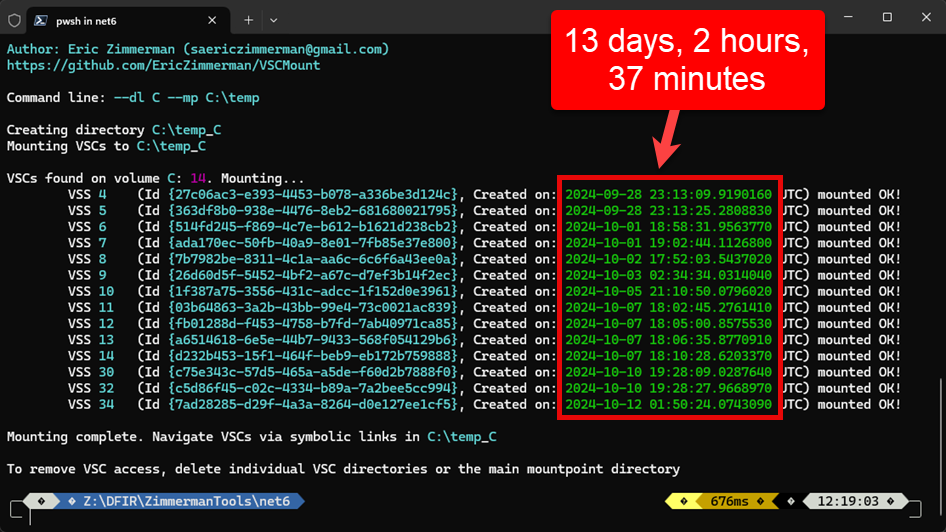 pwsh in net6
13 days, 2 hours,
37 minutes
Author: Eric Zimmerman (saericzimmerman@gmail.com)
https://github.com/EricZimmerman/VSCMount
Command line: --dl C --mp C:\temp
Creating directory C:\temp_C
Mounting VSCs to C:\temp_C
VSCs found on volume C: 14. Mounting...
VSS 4 (Id {27c06ac3-e393-4453-b078-a336be3d124c}, Created on: 2024-09-28 23:13:09.9190160 UTC) mounted OK!
VSS 5 (Id {363df8b0-938e-4476-8eb2-681680021795}, Created on: 2024-09-28 23:13:25.2808830 UTC) mounted OK!
VSS 6 (Id {514fd245-f869-4c7e-b612-b1621d238cb2}, Created on: 2024-10-01 18:58:31.9563770 UTC) mounted OK!
VSS 7 (Id {ada170ec-50fb-40a9-8e01-7fb85e37e800}, Created on: 2024-10-01 19:02:44.1126800 UTC) mounted OK!
VSS 8 (Id {7b7982be-8311-4c1a-aa6c-6c6f6a43ee0a}, Created on: 2024-10-02 17:52:03.5437020 UTC) mounted OK!
VSS 9 (Id {26d60d5f-5452-4bf2-a67c-d7ef3b14f2ec}, Created on: 2024-10-03 02:34:34.0314040 UTC) mounted OK!
VSS 10 (Id {1f387a75-3556-431c-adcc-1f152d0e3961}, Created on: 2024-10-05 21:10:50.0796020 UTC) mounted OK!
VSS 11 (Id {03b64863-3a2b-43bb-99e4-73c0021ac839}, Created on: 2024-10-07 18:02:45.2761410 UTC) mounted OK!
VSS 12 (Id {fb01288d-f453-4758-b7fd-7ab40971ca85}, Created on: 2024-10-07 18:05:00.8575530 UTC) mounted OK!
VSS 13 (Id {a6514618-6e5e-44b7-9433-568f054129b6}, Created on: 2024-10-07 18:06:35.8770910 UTC) mounted OK!
VSS 14 (Id {d232b453-15f1-464f-beb9-eb172b759888}, Created on: 2024-10-07 18:10:28.6203370 UTC) mounted OK!
VSS 30 (Id {c75e343c-57d5-465a-a5de-f60d2b7888f0}, Created on: 2024-10-10 19:28:09.0287640 UTC) mounted OK!
VSS 32 (Id {c5d86f45-c02c-4334-b89a-7a2bee5cc994}, Created on: 2024-10-10 19:28:27.9668970 UTC) mounted OK!
VSS 34 (Id {7ad28285-d29f-4a3a-8264-d0e127ee1cf5}, Created on: 2024-10-12 01:50:24.0743090 UTC) mounted OK!
Mounting complete. Navigate VSCs via symbolic links in C:\temp_C
To remove VSC access, delete individual VSC directories or the main mountpoint directory
Z:\DFIR\ZimmermanTools\net6 676ms 12:19:03